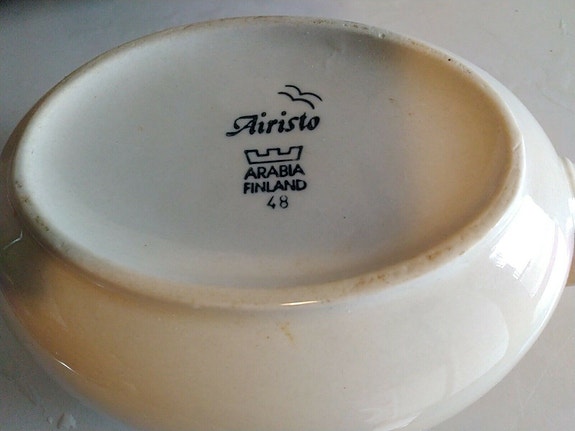 Airisto
ARABIA
FINLAND
48